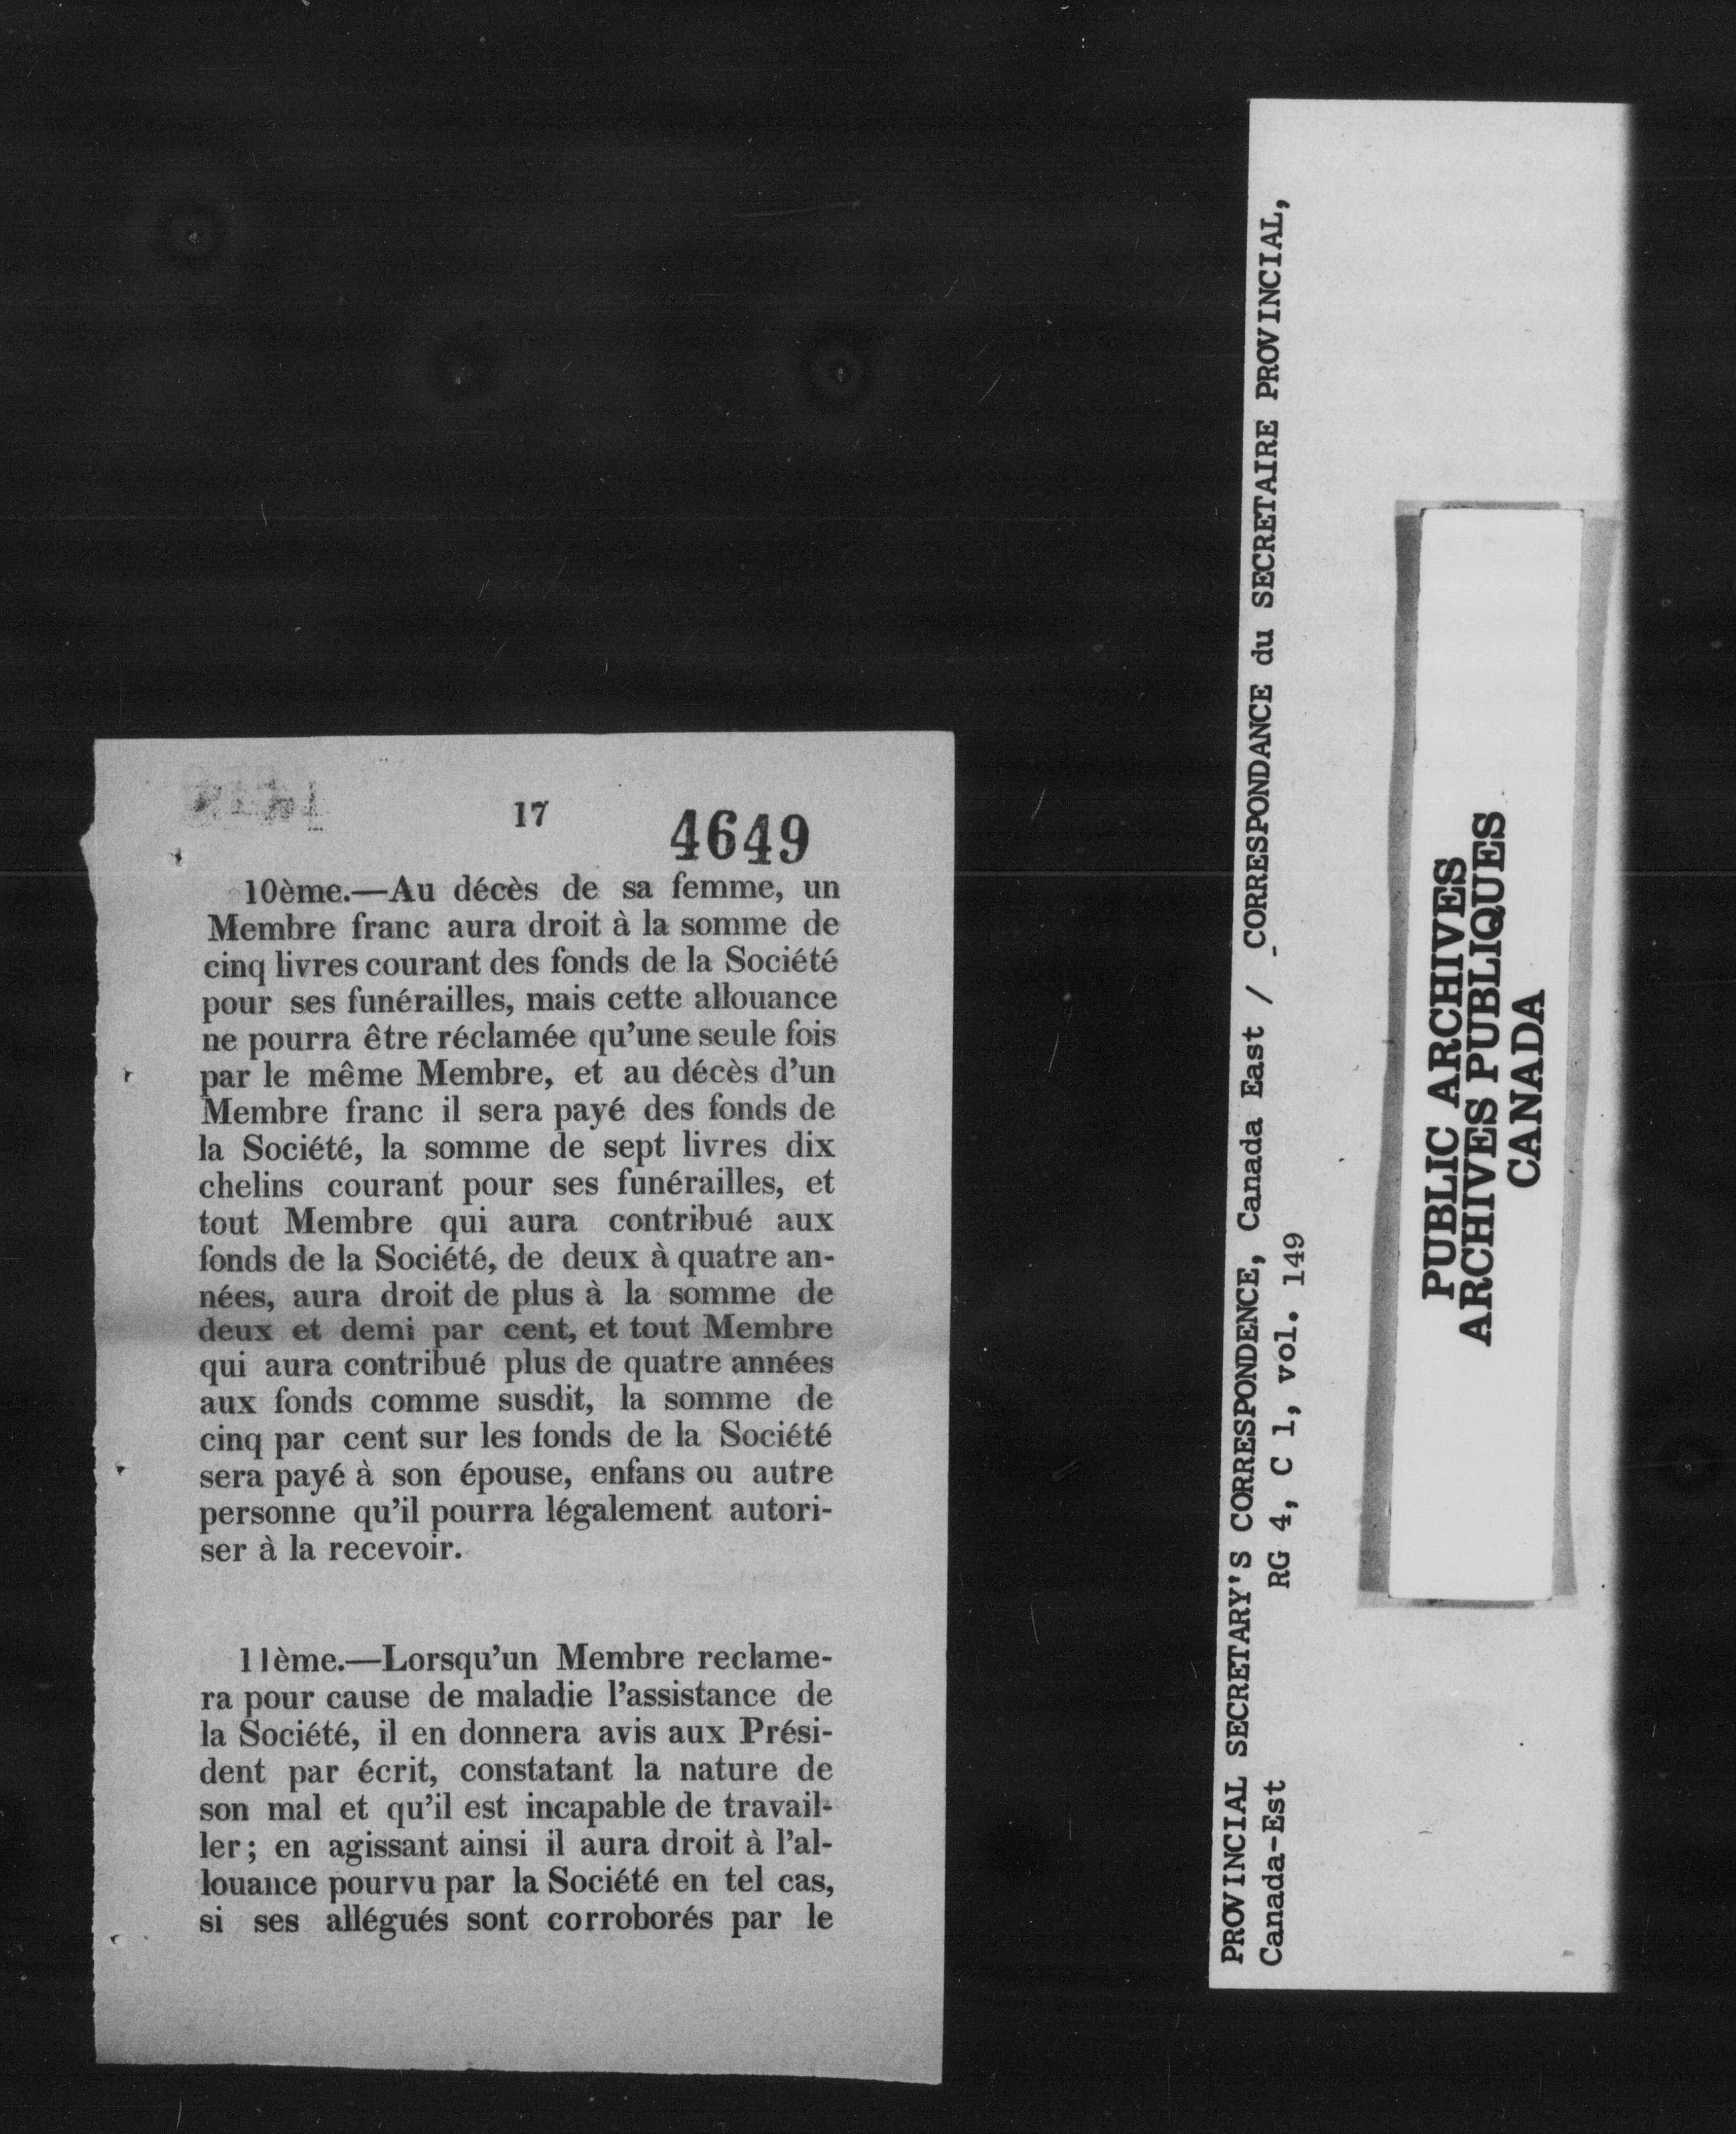 17
4649
10ème.—Au décès de sa femme, un
Membre franc aura droit à la somme de
cinq livres courant des fonds de la Société
pour ses funérailles, mais cette allouance
ne pourra être réclamée qu'une seule fois
par le même Membre, et au décès d'un
Membre franc il sera payé des fonds de
la Société, la somme de sept livres dix
chelins courant pour ses funérailles, et
tout Membre qui aura contribué aux
fonds de la Société, de deux à quatre an-
nées, aura droit de plus à la somme de
deux et demi par cent, et tout Membre
qui aura contribué plus de quatre années
aux fonds comme susdit, la somme de
cinq par cent sur les fonds de la Société
sera payé à son épouse, enfans ou autre
personne qu'il pourra légalement autori-
ser à la recevoir.
11ème.—Lorsqu'un Membre reclame-
ra pour cause de maladie l'assistance de
la Société, il en donnera avis aux Prési-
dent par écrit, constatant la nature de
son mal et qu'il est incapable de travail-
ler; en agissant ainsi il aura droit à l'al-
louance pourvu par la Société en tel cas,
si ses allégués sont corroborés par le
PROVINCIAL SECRETARY'S CORRESPONDENCE, Canada East / CORRESPONDANCE du SECRETAIRE PROVINCIAL,
Canada-Est RG 4, C 1, vol. 149
PUBLIC ARCHIVES
ARCHIVES PUBLIQUES
CANADA